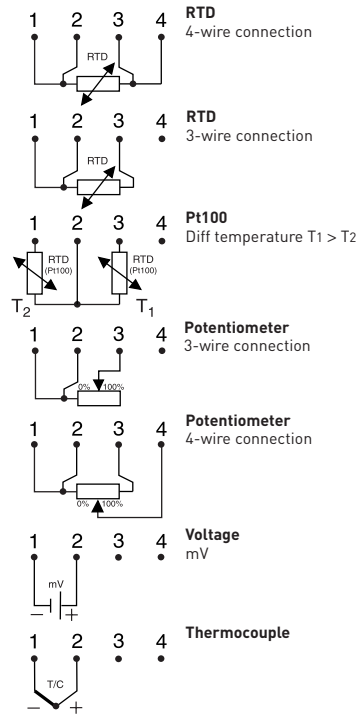 RTD
4-wire connection
1 2 3 4
RTD
RTD
3-wire connection
1 2 3 4
RTD
Pt100
Diff temperature T1 > T2
1 2 3 4
RTD (Pt100)
RTD (Pt100)
T2 T1
Potentiometer
3-wire connection
1 2 3 4
0% 100%
Potentiometer
4-wire connection
1 2 3 4
0% 100%
Voltage
mV
1 2 3 4
mV
− +
Thermocouple
1 2 3 4
T/C
− +